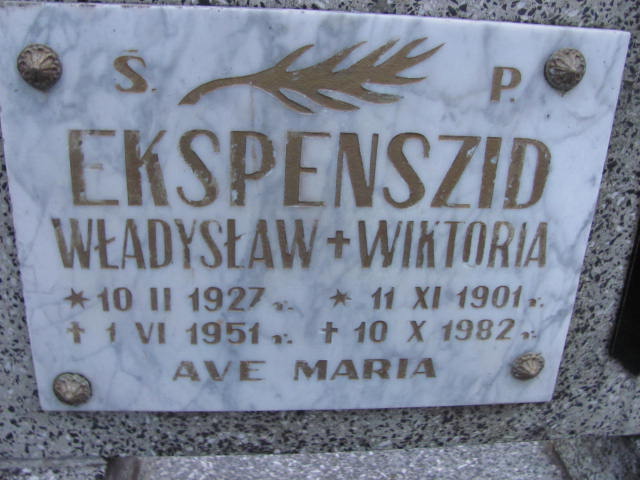 Ś. P.
EKSPENSZID
WŁADYSŁAW + WIKTORIA
* 10 II 1927 r. * 11 XI 1901 r.
† 1 VI 1951 r. † 10 X 1982 r.
AVE MARIA